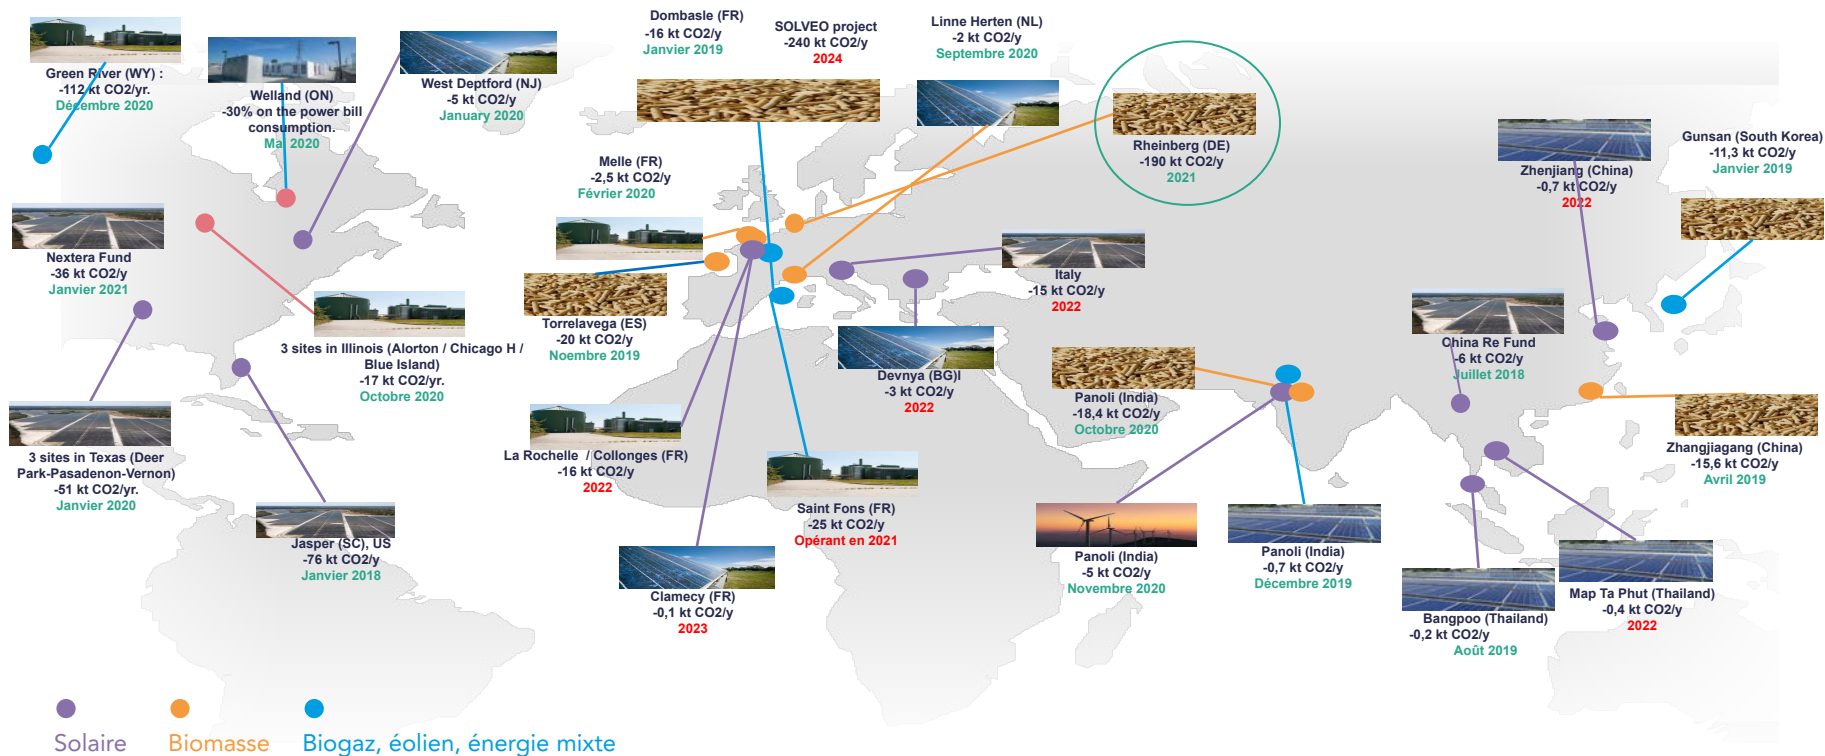 Green River (WY) :
-112 kt CO2/yr.
Décembre 2020
Welland (ON)
-30% on the power bill
consumption.
Mai 2020
West Deptford (NJ)
-5 kt CO2/y
January 2020
Nextera Fund
-36 kt CO2/y
Janvier 2021
3 sites in Illinois (Alorton / Chicago H /
Blue Island)
-17 kt CO2/yr.
Octobre 2020
3 sites in Texas (Deer
Park-Pasadenon-Vernon)
-51 kt CO2/yr.
Janvier 2020
Jasper (SC), US
-76 kt CO2/y
Janvier 2018
Dombasle (FR)
-16 kt CO2/y
Janvier 2019
SOLVEO project
-240 kt CO2/y
2024
Linne Herten (NL)
-2 kt CO2/y
Septembre 2020
Rheinberg (DE)
-190 kt CO2/y
2021
Melle (FR)
-2,5 kt CO2/y
Février 2020
Torrelavega (ES)
-20 kt CO2/y
Noembre 2019
Italy
-15 kt CO2/y
2022
Devnya (BG)l
-3 kt CO2/y
2022
La Rochelle / Collonges (FR)
-16 kt CO2/y
2022
Saint Fons (FR)
-25 kt CO2/y
Opérant en 2021
Clamecy (FR)
-0,1 kt CO2/y
2023
Panoli (India)
-18,4 kt CO2/y
Octobre 2020
Panoli (India)
-5 kt CO2/y
Novembre 2020
Panoli (India)
-0,7 kt CO2/y
Décembre 2019
Zhenjiang (China)
-0,7 kt CO2/y
2022
Gunsan (South Korea)
-11,3 kt CO2/y
Janvier 2019
China Re Fund
-6 kt CO2/y
Juillet 2018
Zhangjiagang (China)
-15,6 kt CO2/y
Avril 2019
Bangpoo (Thailand)
-0,2 kt CO2/y
Août 2019
Map Ta Phut (Thailand)
-0,4 kt CO2/y
2022
Solaire
Biomasse
Biogaz, éolien, énergie mixte